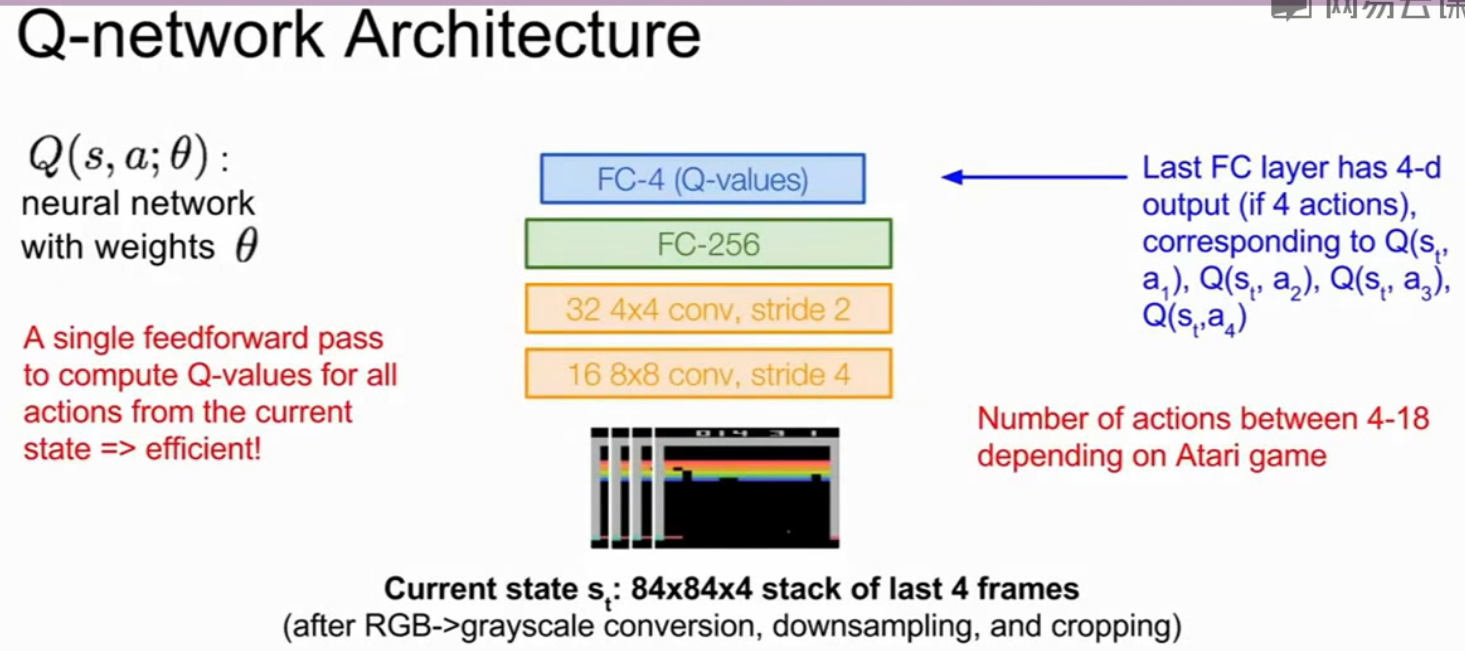 网易云课
Q-network Architecture
Q(s, a; θ) :
neural network
with weights θ
A single feedforward pass
to compute Q-values for all
actions from the current
state => efficient!
FC-4 (Q-values)
FC-256
32 4x4 conv, stride 2
16 8x8 conv, stride 4
Last FC layer has 4-d
output (if 4 actions),
corresponding to Q(s_t,
a_1), Q(s_t, a_2), Q(s_t, a_3),
Q(s_t,a_4)
Number of actions between 4-18
depending on Atari game
014 3 1
Current state s_t: 84x84x4 stack of last 4 frames
(after RGB->grayscale conversion, downsampling, and cropping)